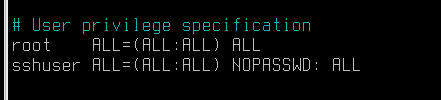 # User privilege specification
root    ALL=(ALL:ALL) ALL
sshuser ALL=(ALL:ALL) NOPASSWD: ALL